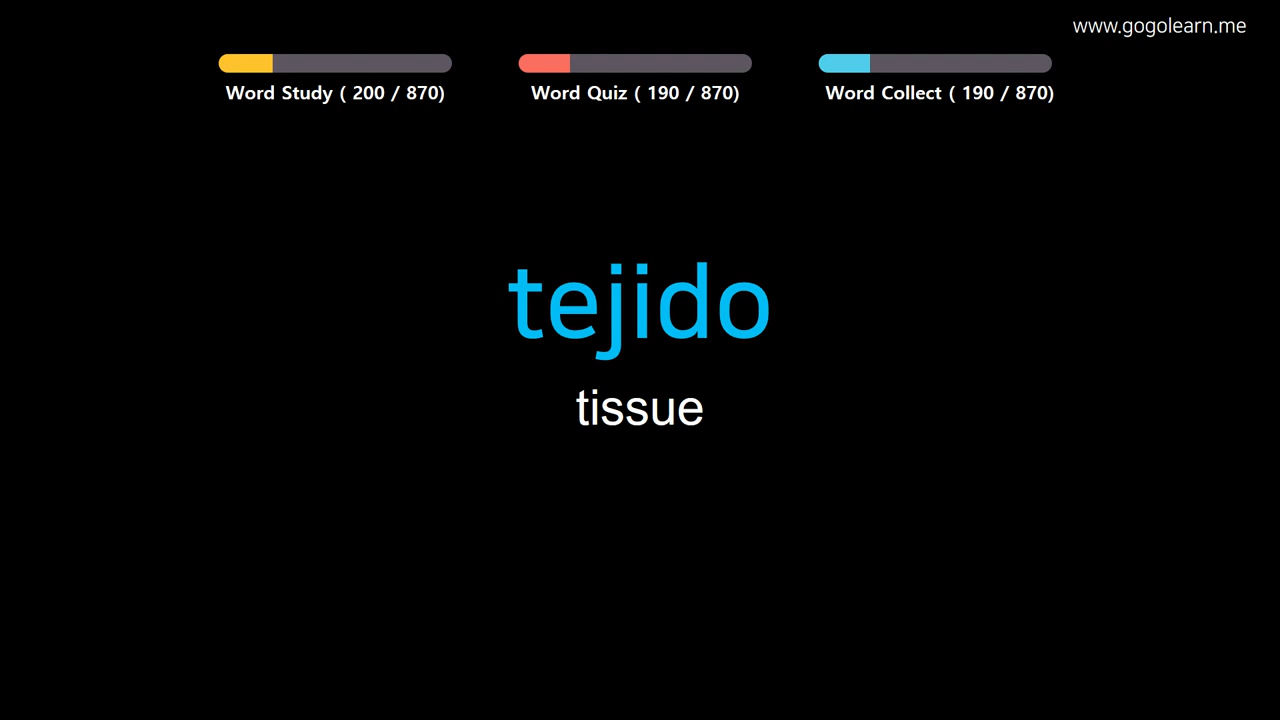 www.gogolearn.me
Word Study ( 200 / 870)
Word Quiz ( 190 / 870)
Word Collect ( 190 / 870)
tejido
tissue